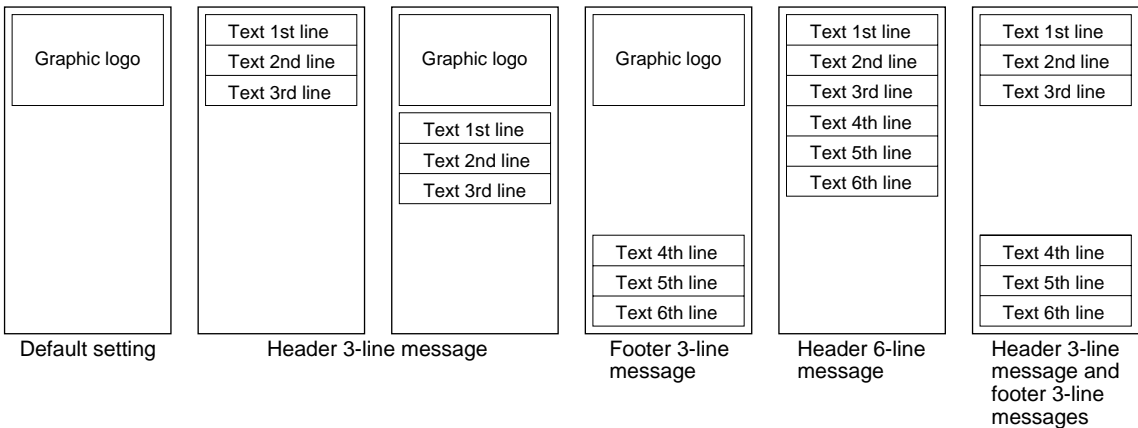 Graphic logo
Default setting
Text 1st line
Text 2nd line
Text 3rd line
Graphic logo
Text 1st line
Text 2nd line
Text 3rd line
Header 3-line message
Graphic logo
Text 4th line
Text 5th line
Text 6th line
Footer 3-line
message
Text 1st line
Text 2nd line
Text 3rd line
Text 4th line
Text 5th line
Text 6th line
Header 6-line
message
Text 1st line
Text 2nd line
Text 3rd line
Text 4th line
Text 5th line
Text 6th line
Header 3-line
message and
footer 3-line
messages